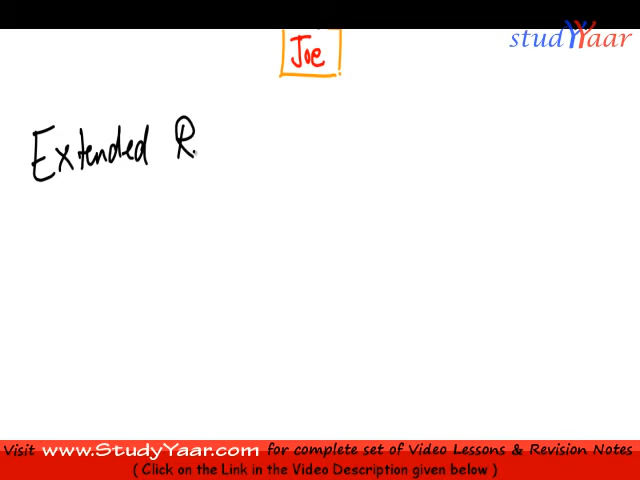 Joe
studYYaar
Extended R
Visit www.StudyYaar.com for complete set of Video Lessons & Revision Notes
( Click on the Link in the Video Description given below )